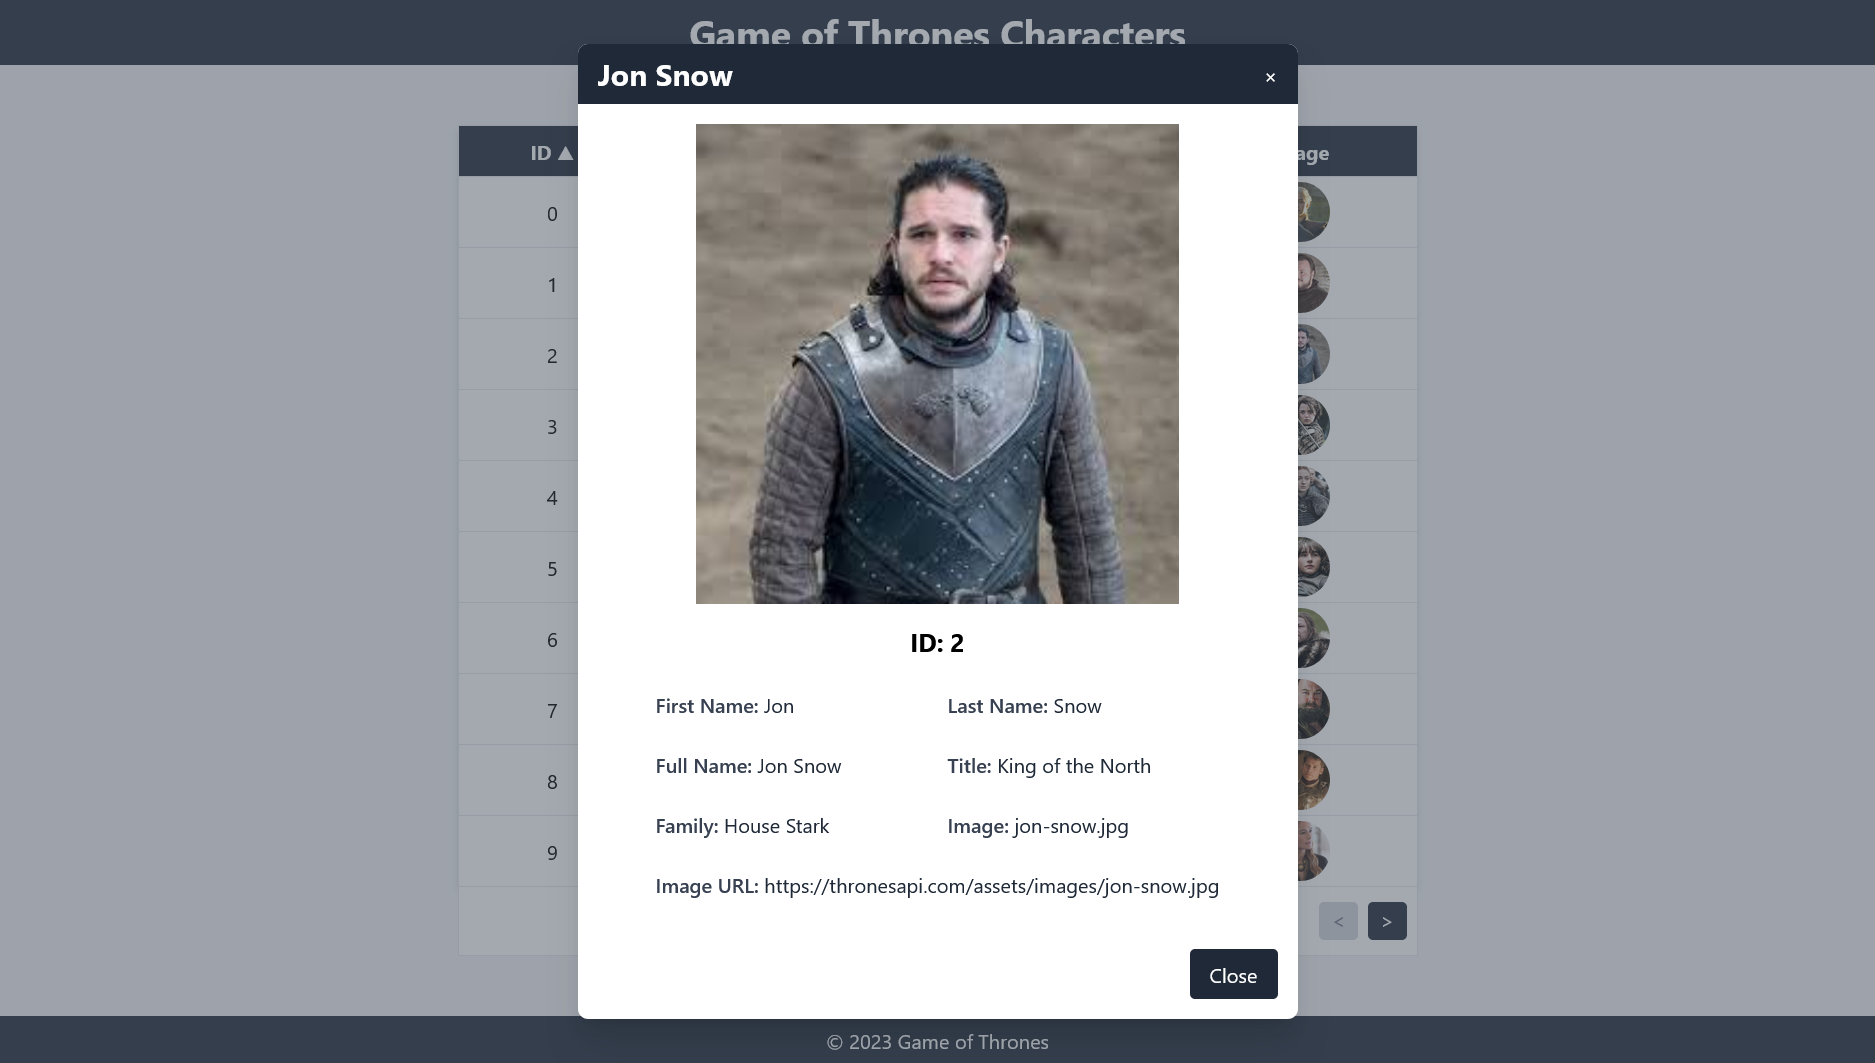 Game of Thrones Characters
Jon Snow
×
ID ▲
age
0
1
2
3
4
5
6
7
8
9
ID: 2
First Name: Jon
Last Name: Snow
Full Name: Jon Snow
Title: King of the North
Family: House Stark
Image: jon-snow.jpg
Image URL: https://thronesapi.com/assets/images/jon-snow.jpg
< >
Close
© 2023 Game of Thrones